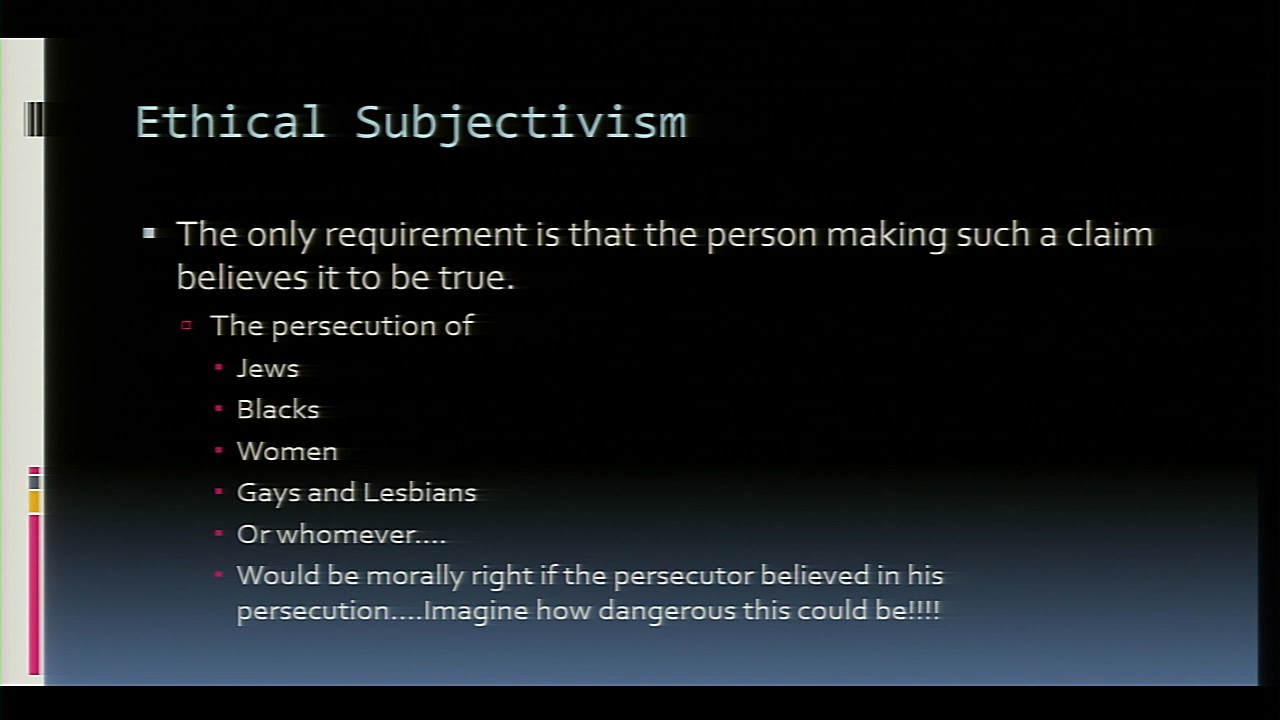 Ethical Subjectivism
The only requirement is that the person making such a claim
believes it to be true.
The persecution of
Jews
Blacks
Women
Gays and Lesbians
Or whomever....
Would be morally right if the persecutor believed in his
persecution....Imagine how dangerous this could be!!!!